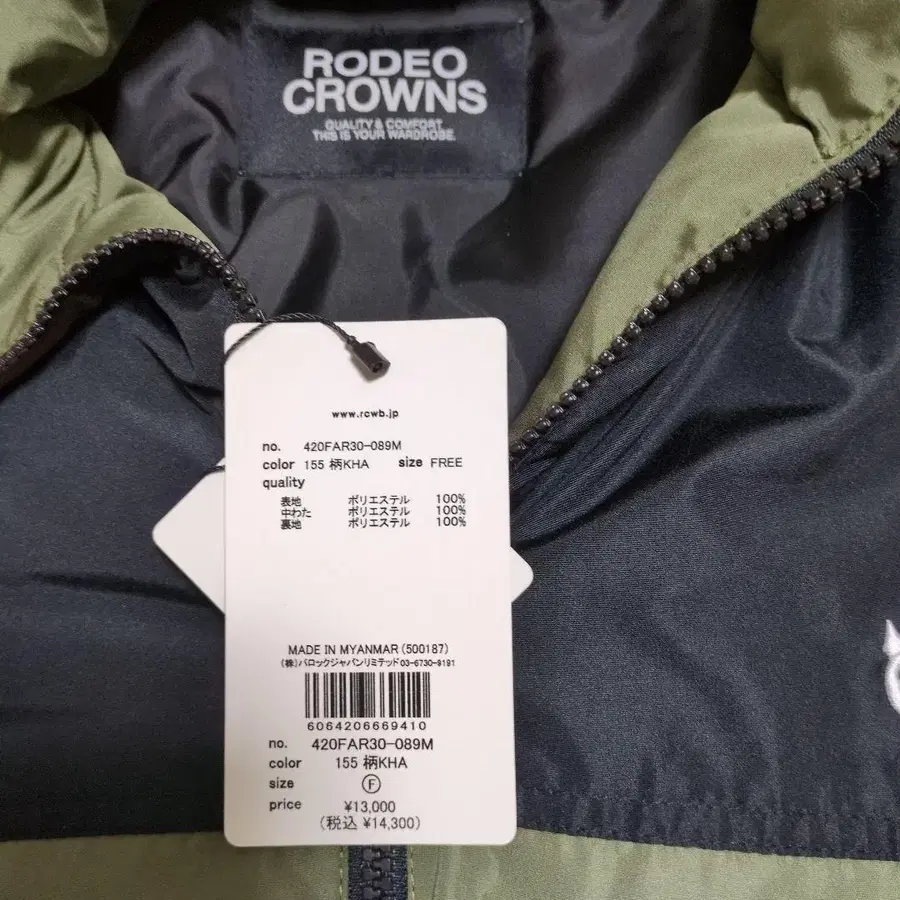 RODEO
CROWNS
QUALITY & COMFORT
THIS IS YOUR WARDROBE.
www.rcwb.jp
no. 420FAR30-089M
color 155 柄KHA size FREE
quality
表地 ポリエステル 100%
中わた ポリエステル 100%
裏地 ポリエステル 100%
MADE IN MYANMAR (500187)
(株)バロックジャパンリミテッド03-6730-9191
6064206669410
no. 420FAR30-089M
color 155 柄KHA
size F
price ¥13,000
(税込 ¥14,300)